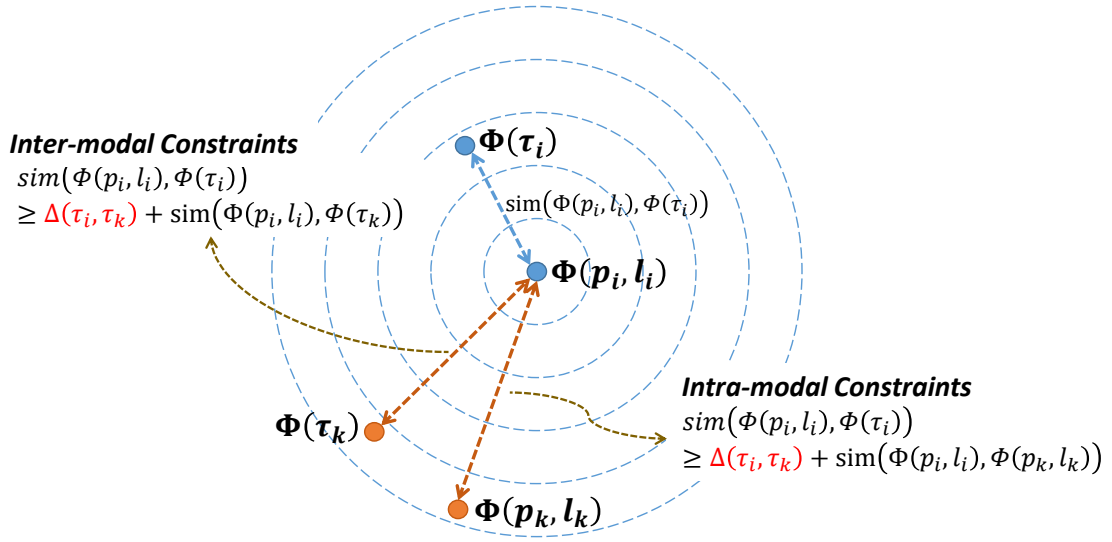 Φ(τᵢ)
Inter-modal Constraints
sim(Φ(pᵢ, lᵢ), Φ(τᵢ))
≥ Δ(τᵢ, τₖ) + sim(Φ(pᵢ, lᵢ), Φ(τₖ))
sim(Φ(pᵢ, lᵢ), Φ(τᵢ))
Φ(pᵢ, lᵢ)
Intra-modal Constraints
sim(Φ(pᵢ, lᵢ), Φ(τᵢ))
≥ Δ(τᵢ, τₖ) + sim(Φ(pᵢ, lᵢ), Φ(pₖ, lₖ))
Φ(τₖ)
Φ(pₖ, lₖ)